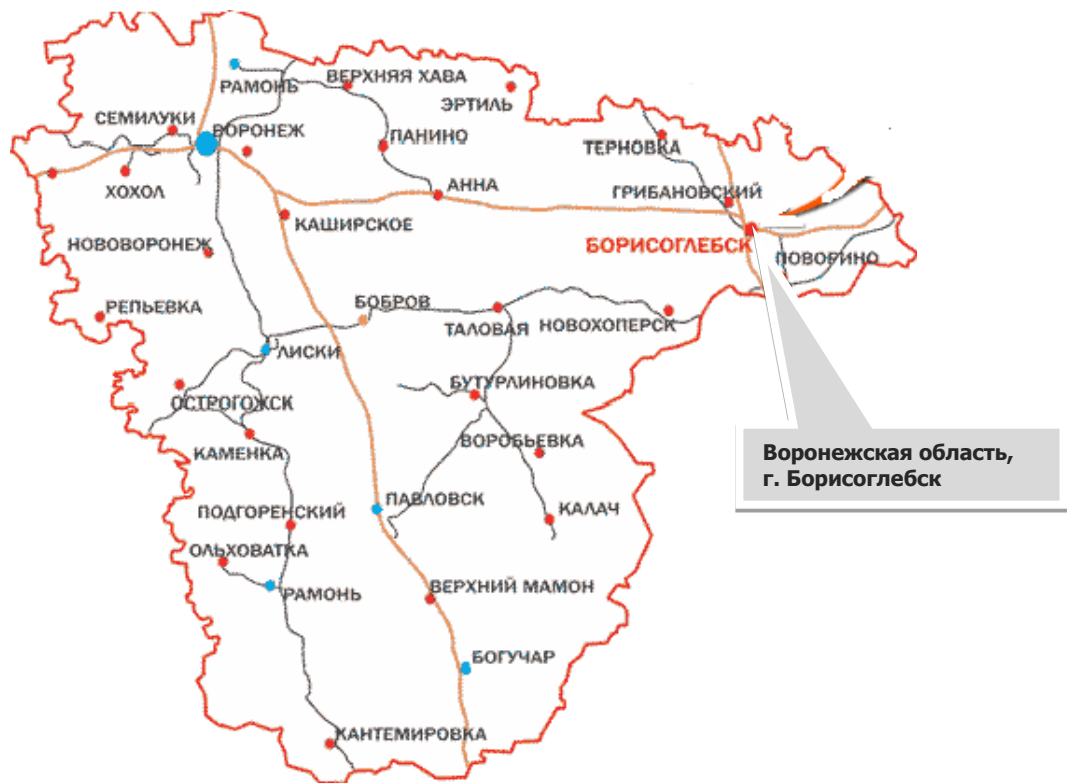 РАМОНЬ
ВЕРХНЯЯ ХАВА
ЭРТИЛЬ
СЕМИЛУКИ
ВОРОНЕЖ
ПАНИНО
ТЕРНОВКА
ХОХОЛ
АННА
ГРИБАНОВСКИЙ
КАШИРСКОЕ
НОВОВОРОНЕЖ
БОРИСОГЛЕБСК
ПОВОРИНО
РЕПЬЕВКА
БОБРОВ
ТАЛОВАЯ
НОВОХОПЕРСК
ЛИСКИ
БУТУРЛИНОВКА
ОСТРОГОЖСК
ВОРОБЬЕВКА
КАМЕНКА
Воронежская область,
г. Борисоглебск
ПАВЛОВСК
КАЛАЧ
ПОДГОРЕНСКИЙ
ОЛЬХОВАТКА
РАМОНЬ
ВЕРХНИЙ МАМОН
БОГУЧАР
КАНТЕМИРОВКА